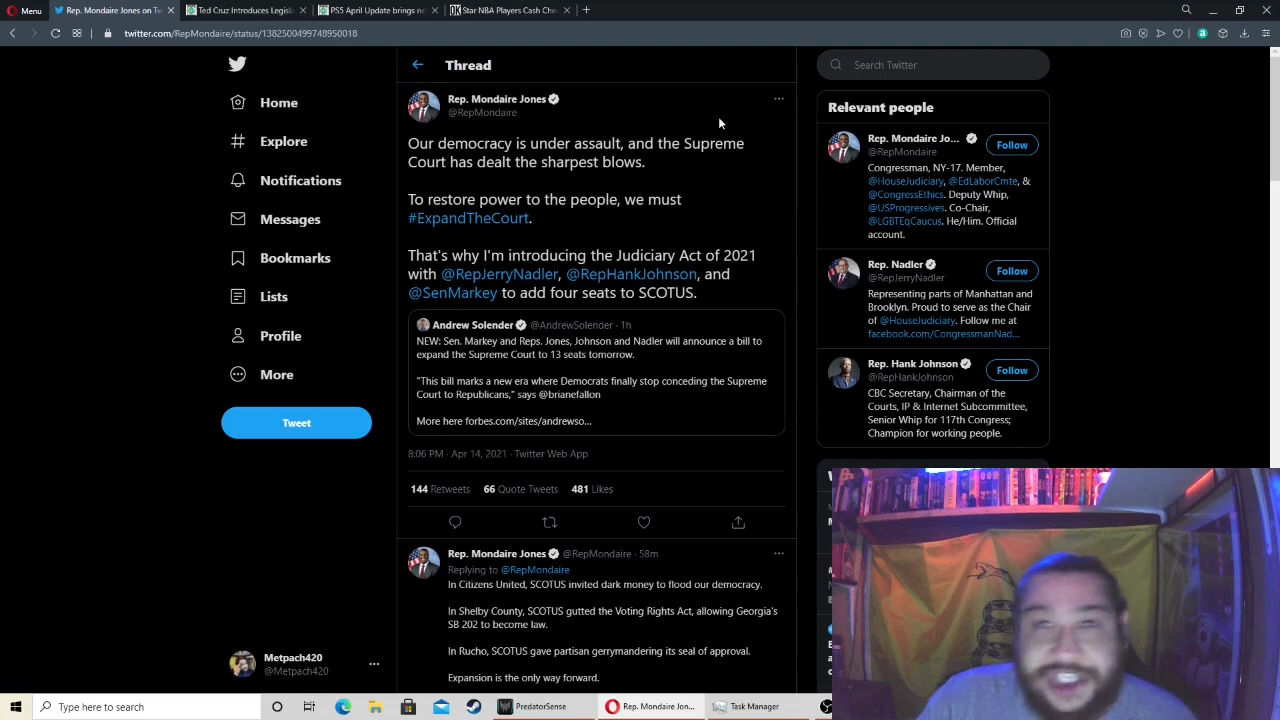 Menu
Rep. Mondaire Jones on Tw
Ted Cruz Introduces Legisl
PS5 April Update brings ne
Star NBA Players Cash Che
twitter.com/RepMondaire/status/1382500499748950018
Home
Explore
Notifications
Messages
Bookmarks
Lists
Profile
More
Tweet
Metpach420
@Metpach420
Thread
Rep. Mondaire Jones
@RepMondaire
Our democracy is under assault, and the Supreme
Court has dealt the sharpest blows.
To restore power to the people, we must
#ExpandTheCourt.
That's why I'm introducing the Judiciary Act of 2021
with @RepJerryNadler, @RepHankJohnson, and
@SenMarkey to add four seats to SCOTUS.
Andrew Solender @AndrewSolender · 1h
NEW: Sen. Markey and Reps. Jones, Johnson and Nadler will announce a bill to
expand the Supreme Court to 13 seats tomorrow.
"This bill marks a new era where Democrats finally stop conceding the Supreme
Court to Republicans," says @brianefallon
More here forbes.com/sites/andrewso...
8:06 PM · Apr 14, 2021 · Twitter Web App
144 Retweets 66 Quote Tweets 481 Likes
Rep. Mondaire Jones @RepMondaire · 58m
Replying to @RepMondaire
In Citizens United, SCOTUS invited dark money to flood our democracy.
In Shelby County, SCOTUS gutted the Voting Rights Act, allowing Georgia's
SB 202 to become law.
In Rucho, SCOTUS gave partisan gerrymandering its seal of approval.
Expansion is the only way forward.
Search Twitter
Relevant people
Rep. Mondaire Jo...
@RepMondaire
Follow
Congressman, NY-17. Member,
@HouseJudiciary, @EdLaborCmte, &
@CongressEthics. Deputy Whip,
@USProgressives. Co-Chair,
@LGBTEqCaucus. He/Him. Official
account.
Rep. Nadler
@RepJerryNadler
Follow
Representing parts of Manhattan and
Brooklyn. Proud to serve as the Chair
of @HouseJudiciary. Follow me at
facebook.com/CongressmanNad...
Rep. Hank Johnson
@RepHankJohnson
Follow
CBC Secretary, Chairman of the
Courts, IP & Internet Subcommittee,
Senior Whip for 117th Congress;
Champion for working people.
Type here to search
PredatorSense
Rep. Mondaire Jon...
Task Manager